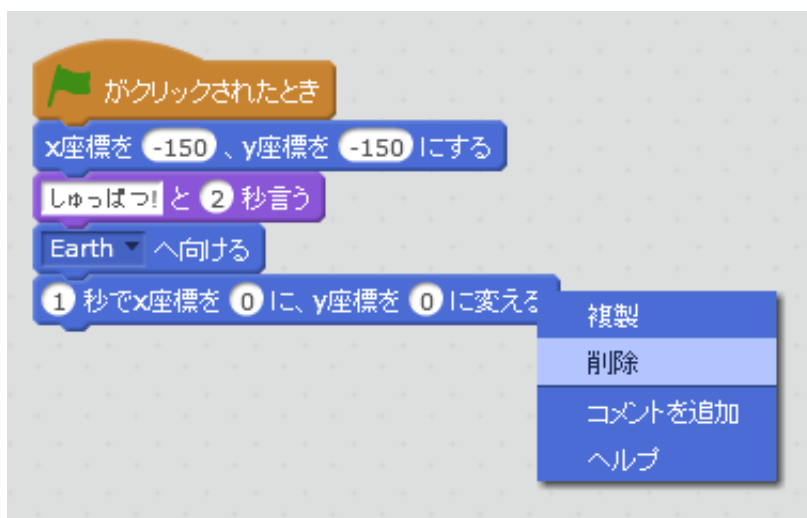 がクリックされたとき
x座標を -150 、y座標を -150 にする
しゅっぱつ! と 2 秒言う
Earth へ向ける
1 秒でx座標を 0 に、y座標を 0 に変える
複製
削除
コメントを追加
ヘルプ